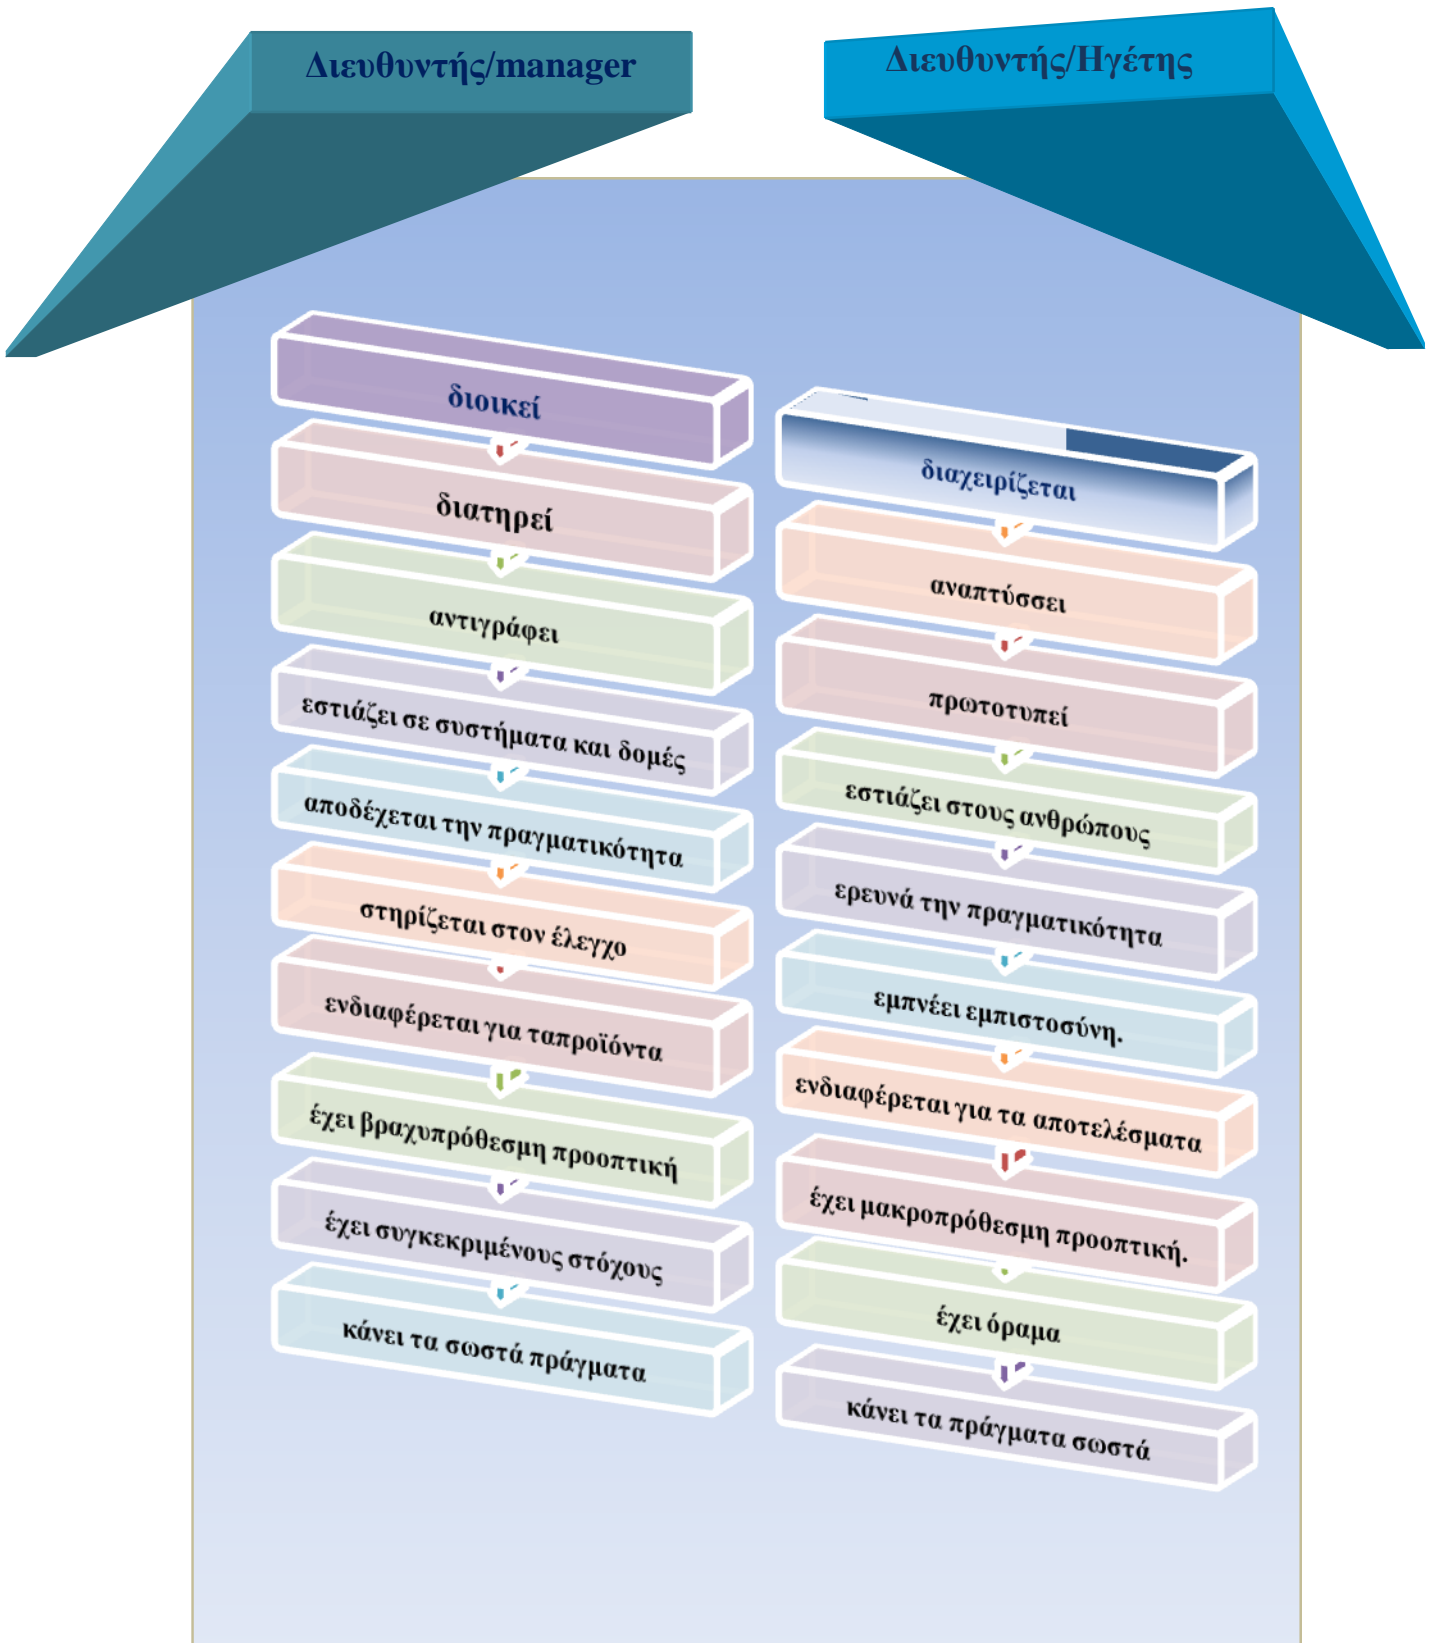 Διευθυντής/manager
Διευθυντής/Ηγέτης
διοικεί
διατηρεί
αντιγράφει
εστιάζει σε συστήματα και δομές
αποδέχεται την πραγματικότητα
στηρίζεται στον έλεγχο
ενδιαφέρεται για ταπροϊόντα
έχει βραχυπρόθεσμη προοπτική
έχει συγκεκριμένους στόχους
κάνει τα σωστά πράγματα
διαχειρίζεται
αναπτύσσει
πρωτοτυπεί
εστιάζει στους ανθρώπους
ερευνά την πραγματικότητα
εμπνέει εμπιστοσύνη.
ενδιαφέρεται για τα αποτελέσματα
έχει μακροπρόθεσμη προοπτική.
έχει όραμα
κάνει τα πράγματα σωστά